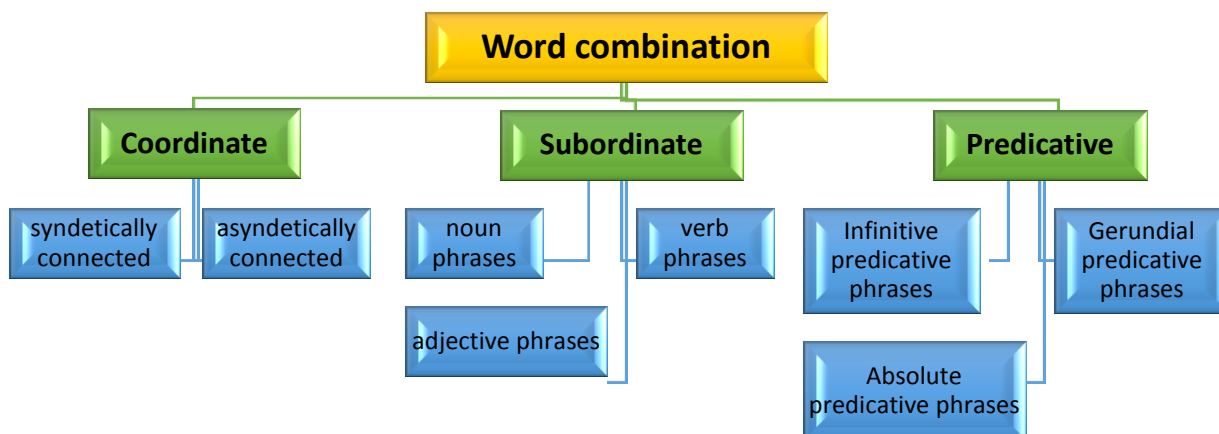 Word combination
Coordinate
Subordinate
Predicative
syndetically
connected
asyndetically
connected
noun
phrases
verb
phrases
adjective phrases
Infinitive
predicative
phrases
Gerundial
predicative
phrases
Absolute
predicative phrases